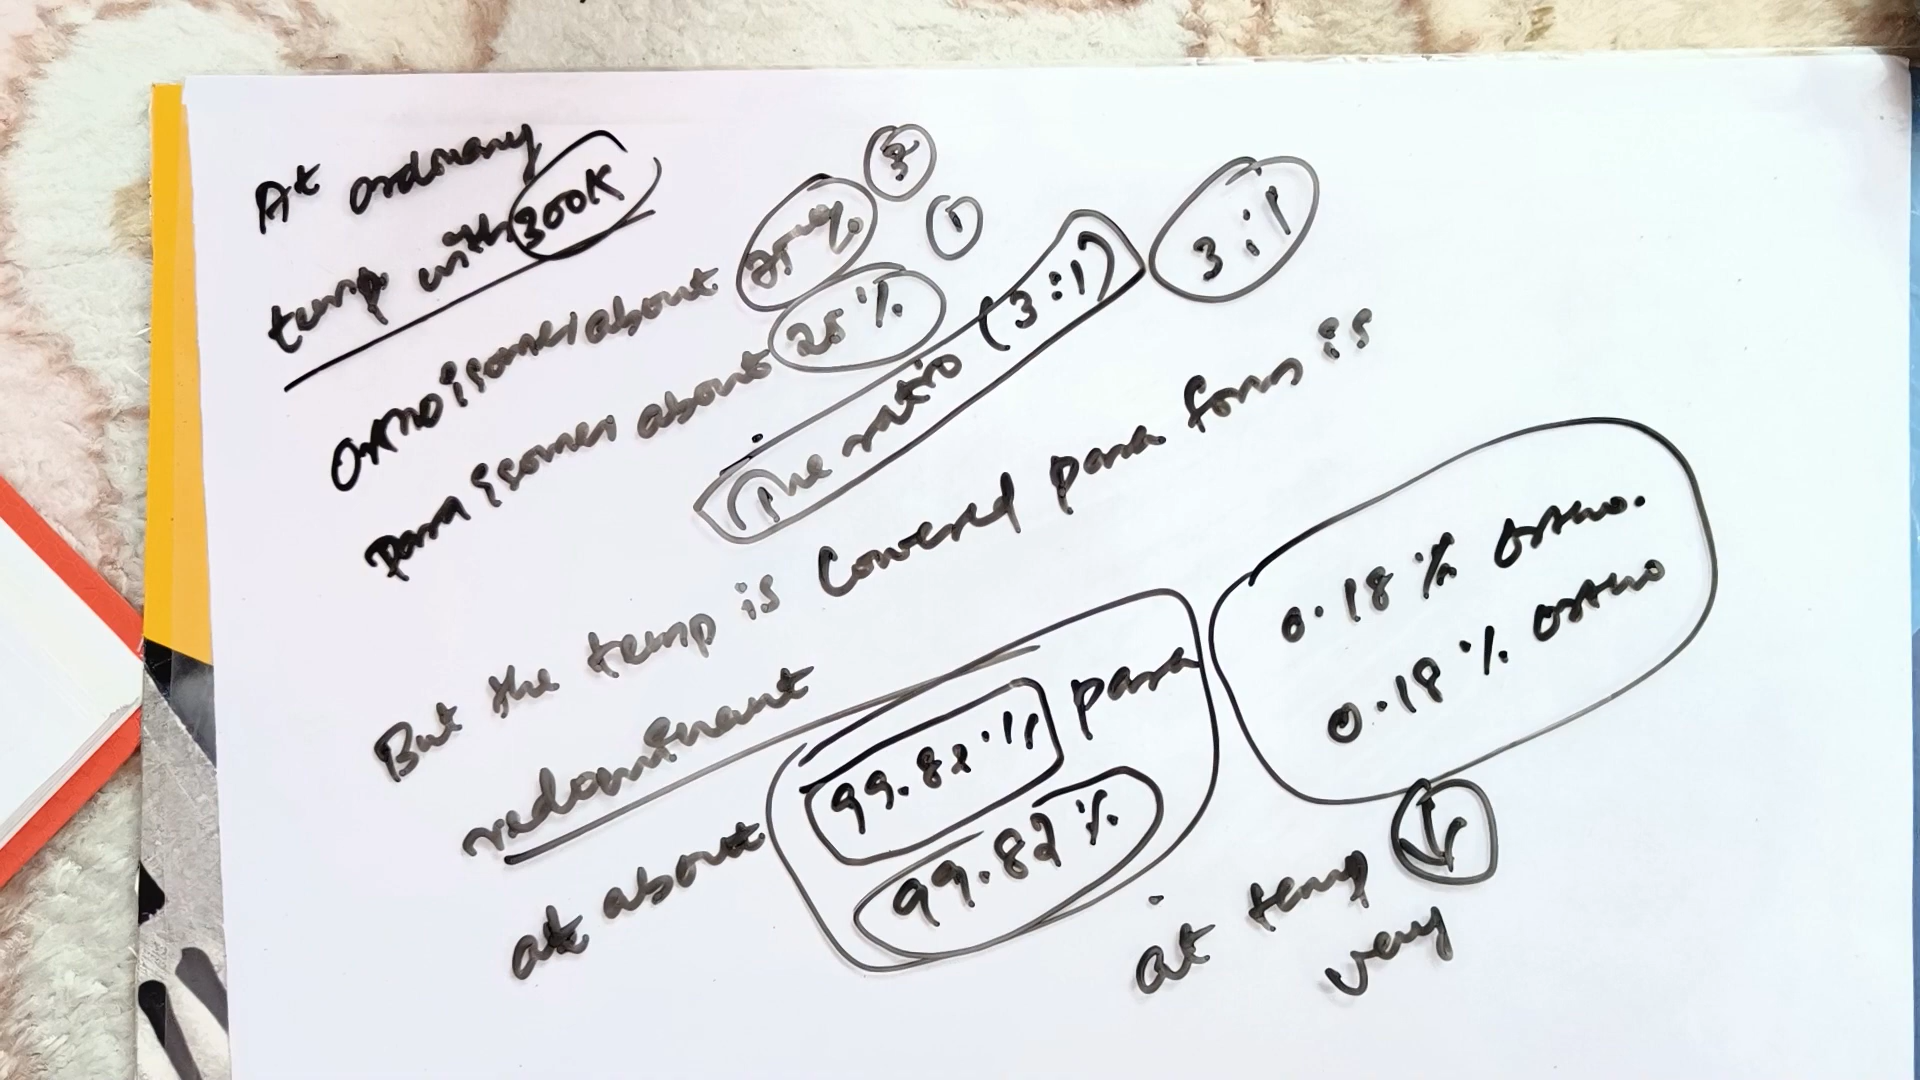 At ordinary
temp with 300K
Ortho isomer about 75% 3
para isomer about 25% 1
The ratio (3:1) 3:1
But the temp is Lowered para form is
redominant
at about 99.82% para
99.82%
0.18% ortho.
0.18% ortho
at temp ↓
very